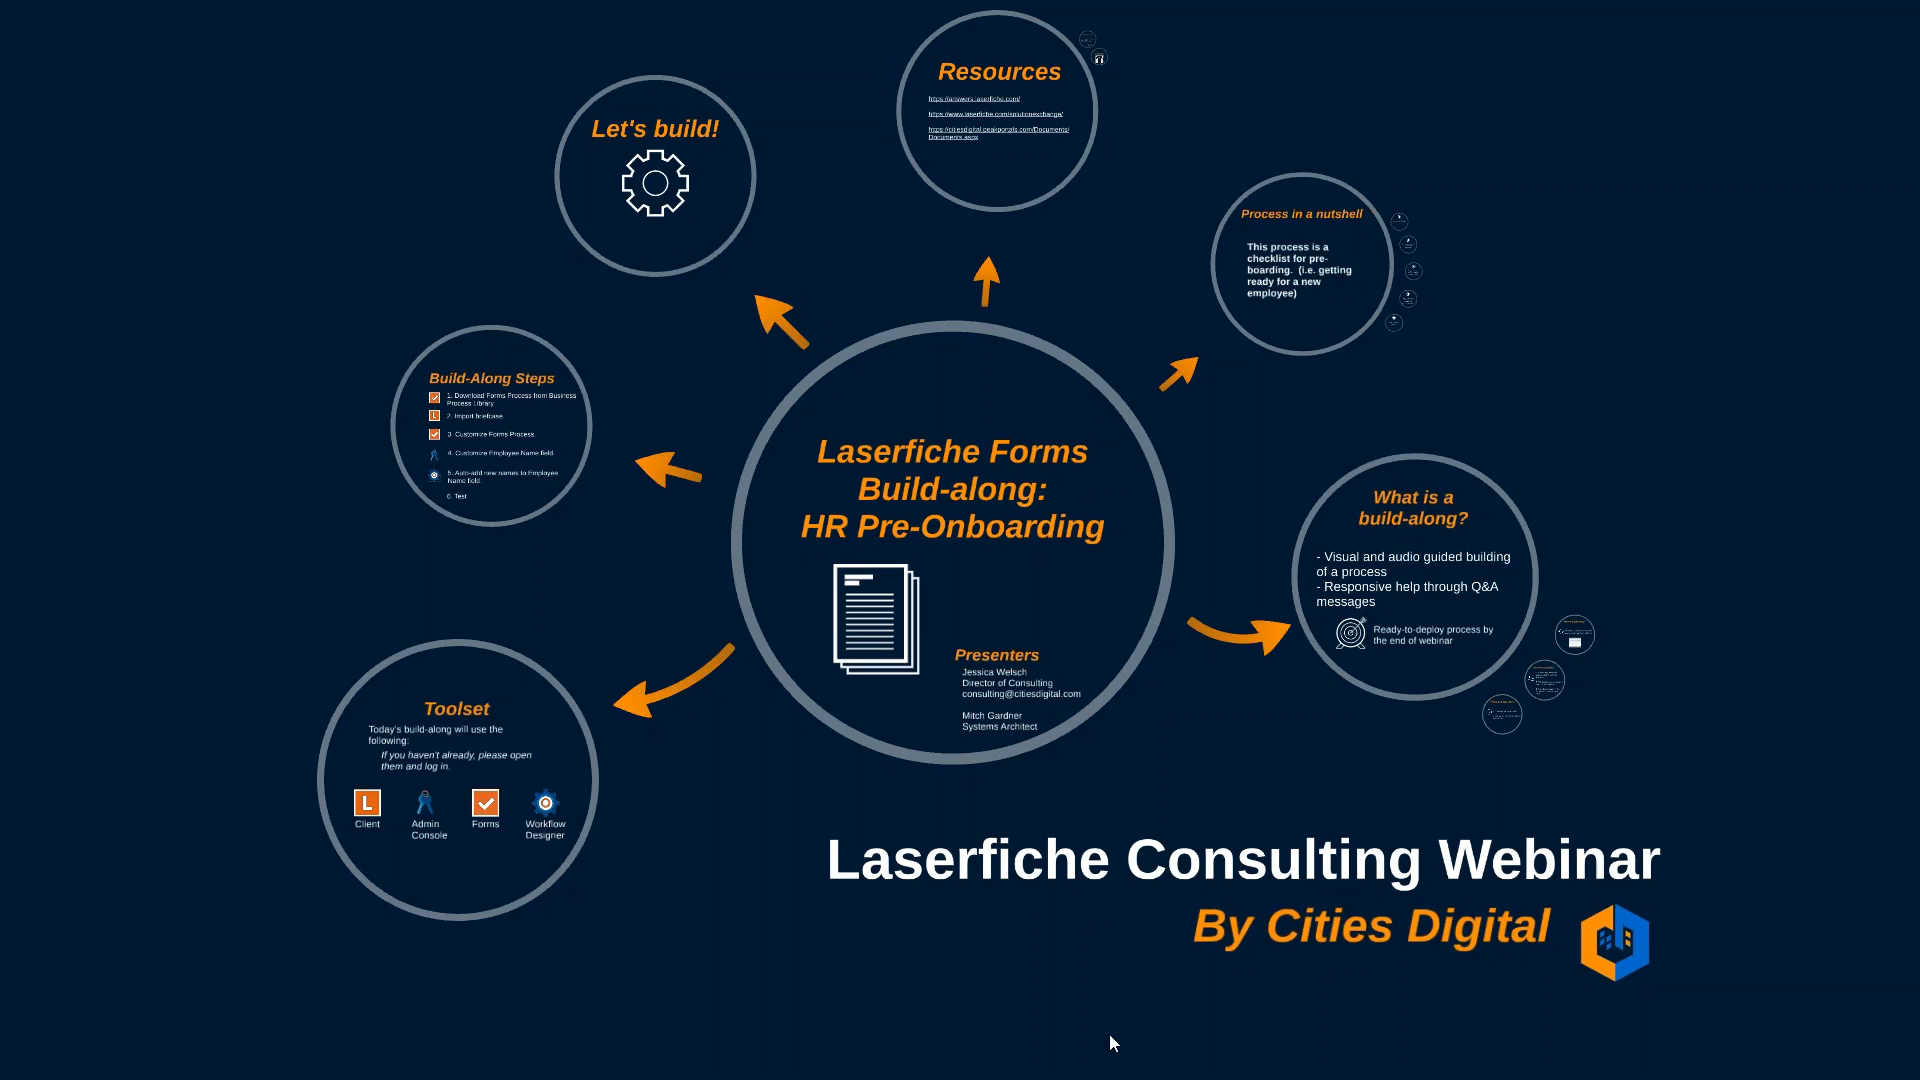 Resources
https://answers.laserfiche.com/
https://www.laserfiche.com/solutionexchange/
https://citiesdigital.peakportals.com/Documents/
Documents.aspx
Let's build!
Process in a nutshell
This process is a
checklist for pre-
boarding. (i.e. getting
ready for a new
employee)
Build-Along Steps
1. Download Forms Process from Business
Process Library
2. Import briefcase
3. Customize Forms Process
4. Customize Employee Name field
5. Auto-add new names to Employee
Name field
6. Test
Laserfiche Forms
Build-along:
HR Pre-Onboarding
Presenters
Jessica Welsch
Director of Consulting
consulting@citiesdigital.com
Mitch Gardner
Systems Architect
What is a
build-along?
- Visual and audio guided building
of a process
- Responsive help through Q&A
messages
Ready-to-deploy process by
the end of webinar
Toolset
Today's build-along will use the
following:
If you haven't already, please open
them and log in.
L
Client
Admin
Console
Forms
Workflow
Designer
Laserfiche Consulting Webinar
By Cities Digital